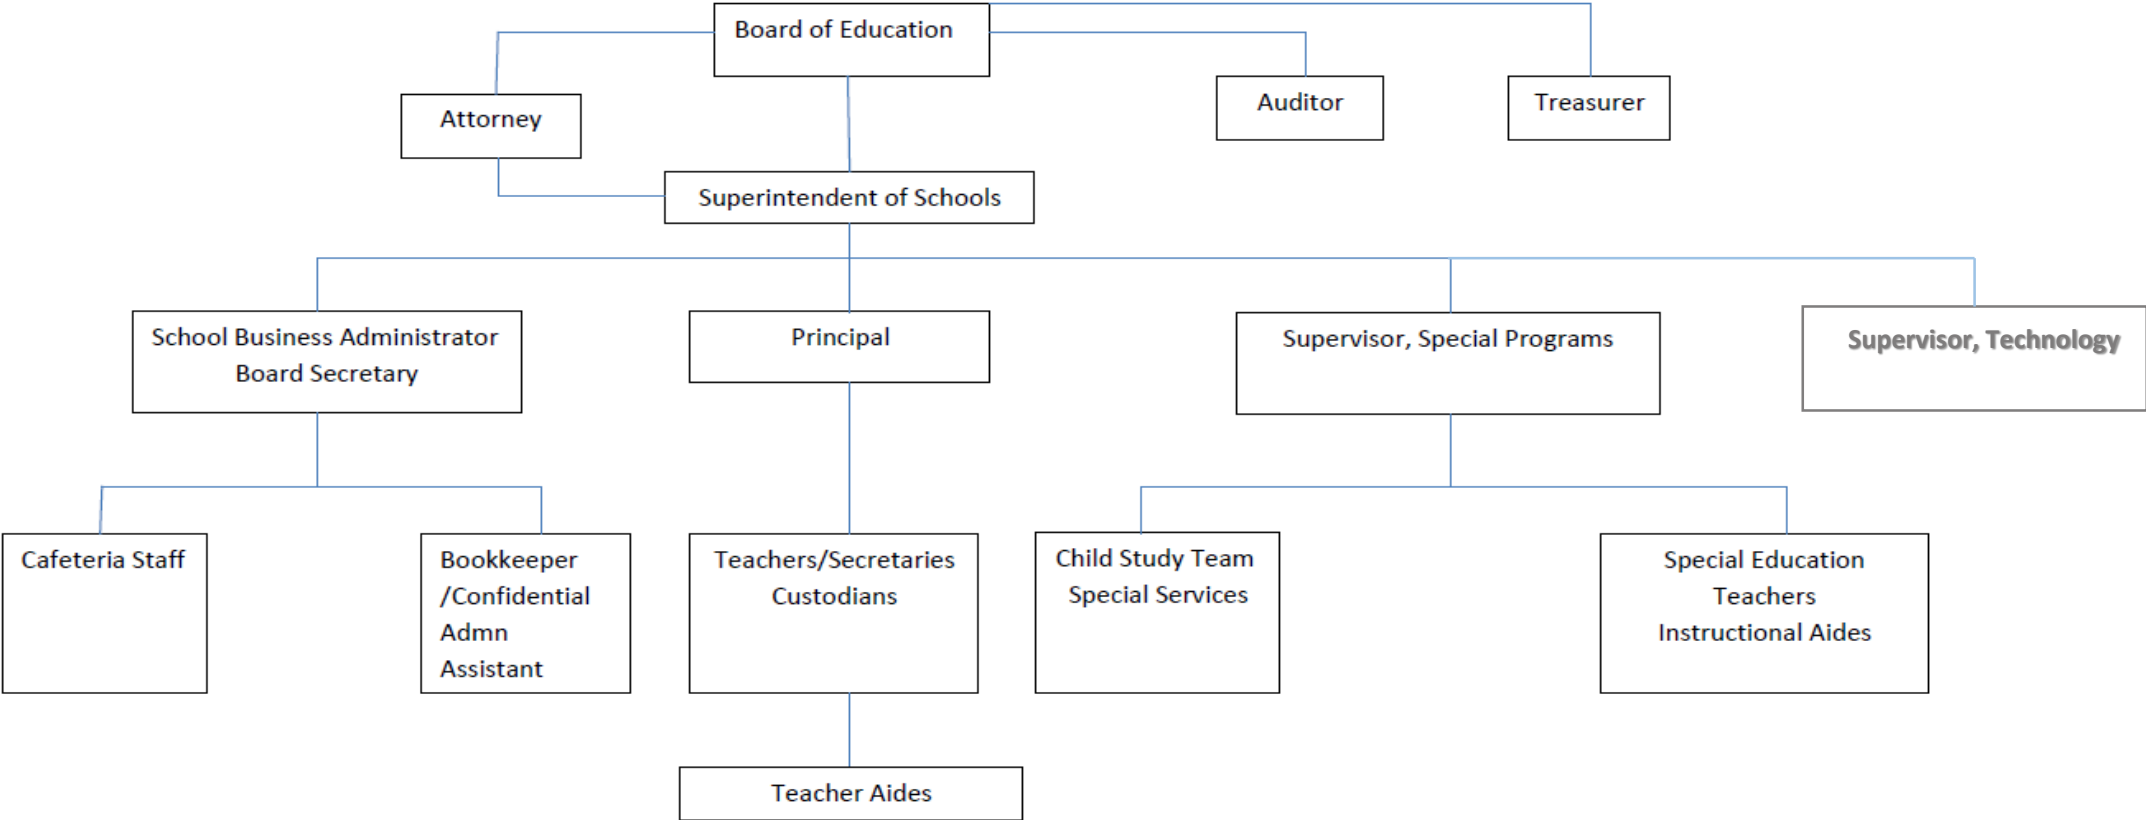 Board of Education
Attorney
Auditor
Treasurer
Superintendent of Schools
School Business Administrator
Board Secretary
Principal
Supervisor, Special Programs
Supervisor, Technology
Cafeteria Staff
Bookkeeper
/Confidential
Admn
Assistant
Teachers/Secretaries
Custodians
Child Study Team
Special Services
Special Education
Teachers
Instructional Aides
Teacher Aides